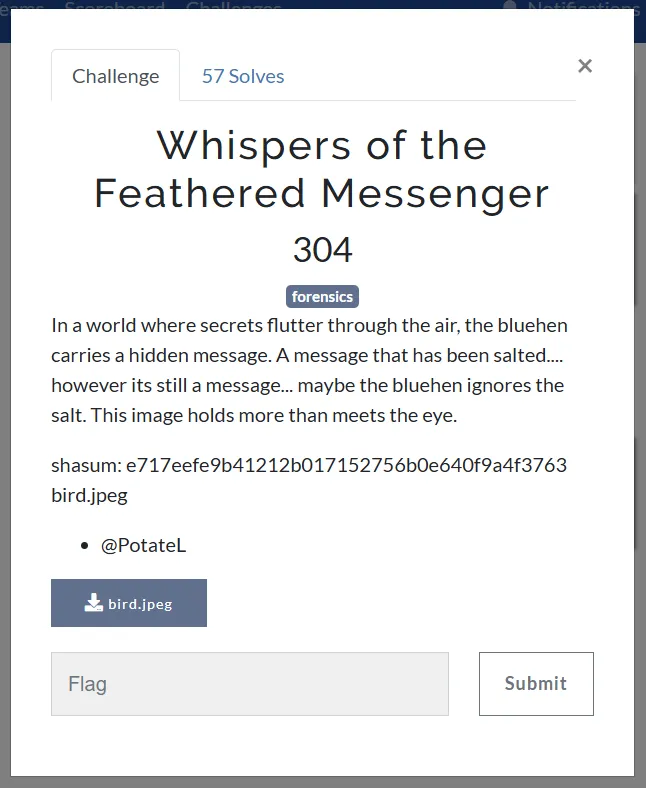 eams Scoreboard Challenges Notifications
Challenge 57 Solves ×
Whispers of the
Feathered Messenger
304
forensics
In a world where secrets flutter through the air, the bluehen
carries a hidden message. A message that has been salted....
however its still a message... maybe the bluehen ignores the
salt. This image holds more than meets the eye.
shasum: e717eefe9b41212b017152756b0e640f9a4f3763
bird.jpeg
• @PotateL
bird.jpeg
Flag Submit